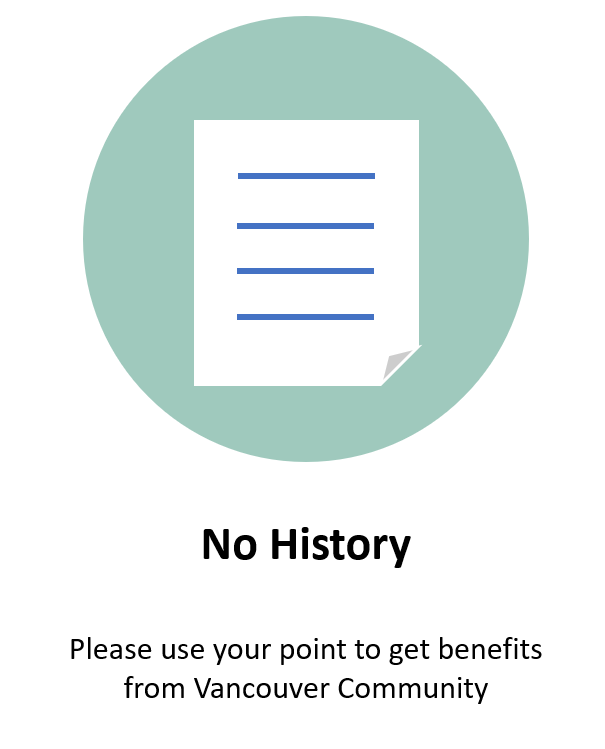 No History
Please use your point to get benefits
from Vancouver Community